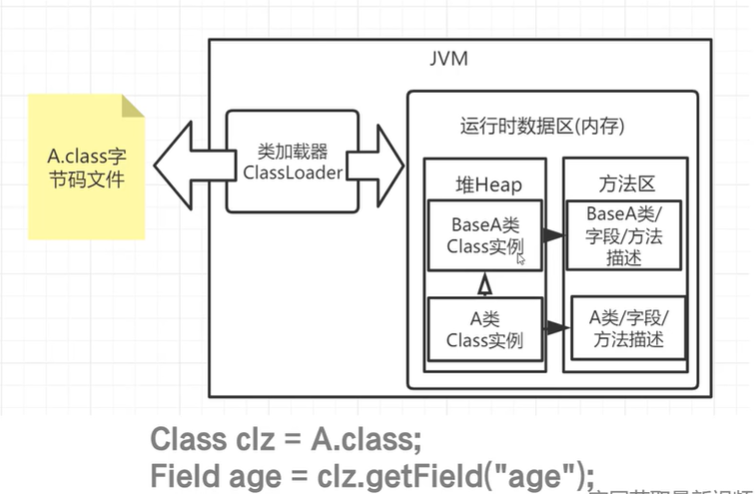 JVM
A.class字
节码文件
类加载器
ClassLoader
运行时数据区(内存)
堆Heap
方法区
BaseA类
Class实例
BaseA类/
字段/方法
描述
A类
Class实例
A类/字段/
方法描述
Class clz = A.class;
Field age = clz.getField("age");